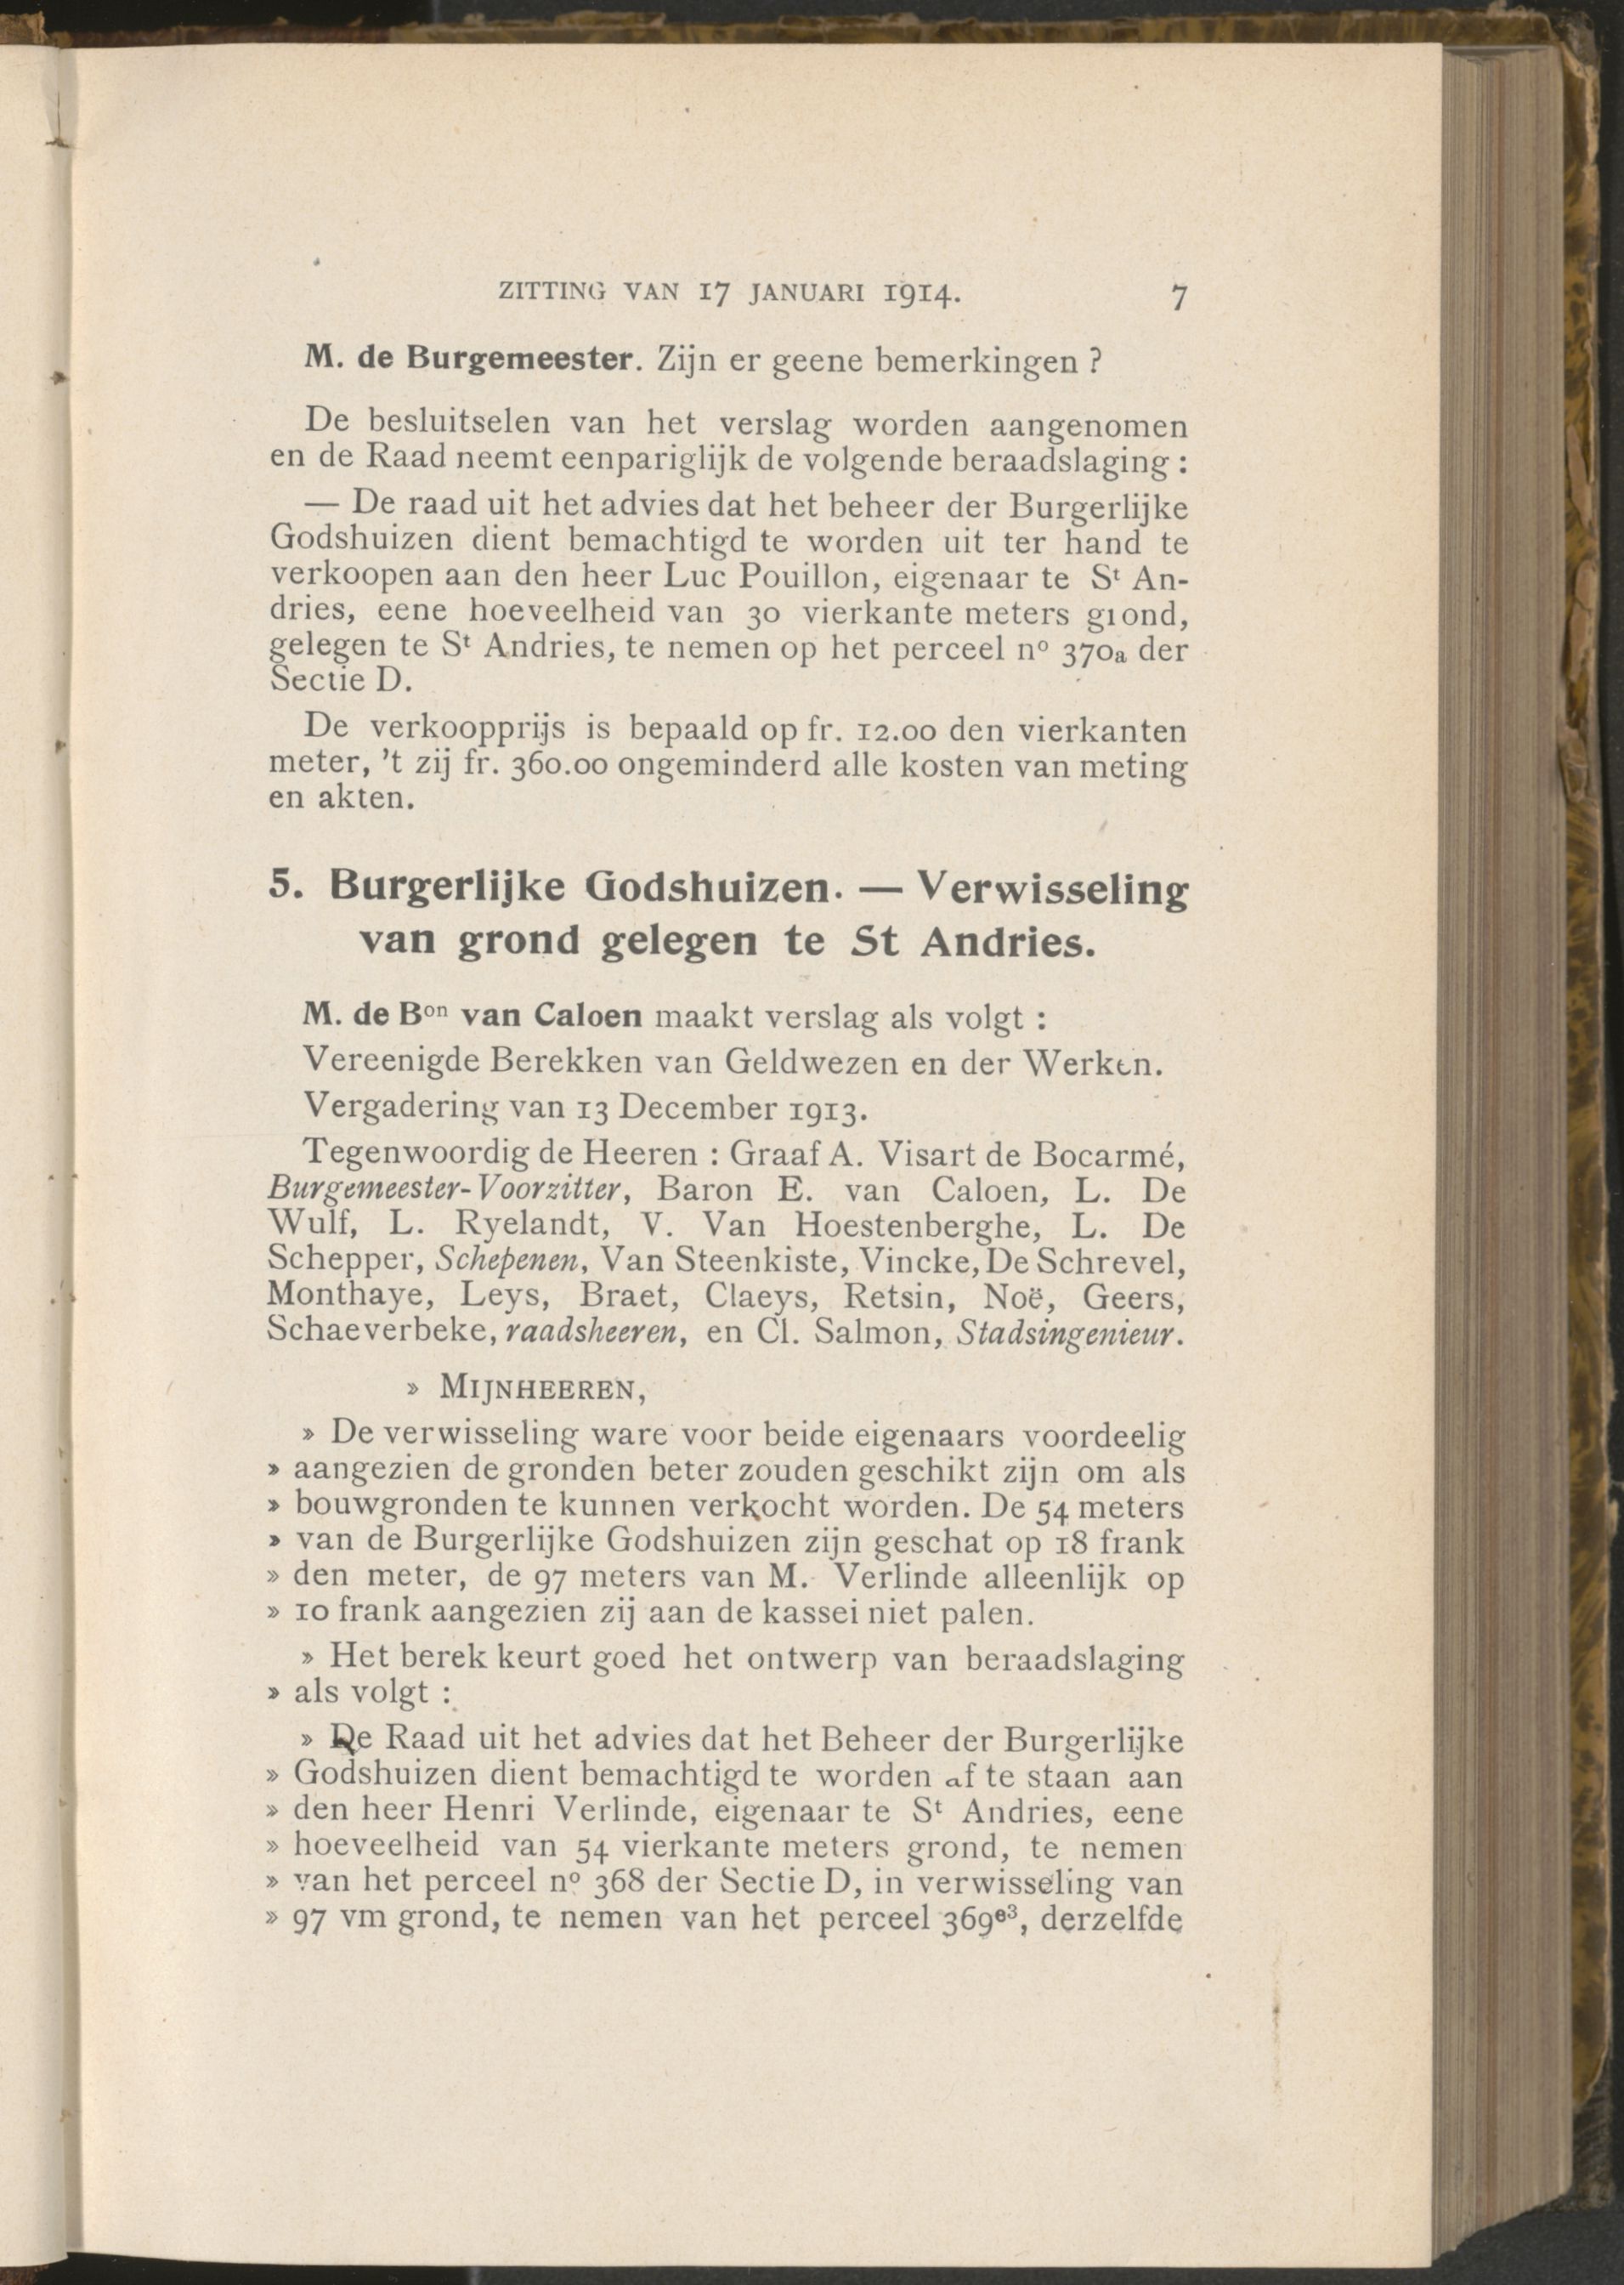 ZITTING VAN 17 JANUARI 1914. 7
M. de Burgemeester. Zijn er geene bemerkingen ?
De besluitselen van het verslag worden aangenomen
en de Raad neemt eenpariglijk de volgende beraadslaging :
— De raad uit het advies dat het beheer der Burgerlijke
Godshuizen dient bemachtigd te worden uit ter hand te
verkoopen aan den heer Luc Pouillon, eigenaar te Sᵗ An-
dries, eene hoeveelheid van 30 vierkante meters grond,
gelegen te Sᵗ Andries, te nemen op het perceel nº 370a der
Sectie D.
De verkoopprijs is bepaald op fr. 12.00 den vierkanten
meter, 't zij fr. 360.00 ongeminderd alle kosten van meting
en akten.
5. Burgerlijke Godshuizen. — Verwisseling
van grond gelegen te St Andries.
M. de Bᵒⁿ van Caloen maakt verslag als volgt :
Vereenigde Berekken van Geldwezen en der Werken.
Vergadering van 13 December 1913.
Tegenwoordig de Heeren : Graaf A. Visart de Bocarmé,
Burgemeester-Voorzitter, Baron E. van Caloen, L. De
Wulf, L. Ryelandt, V. Van Hoestenberghe, L. De
Schepper, Schepenen, Van Steenkiste, Vincke, De Schrevel,
Monthaye, Leys, Braet, Claeys, Retsin, Noë, Geers,
Schaeverbeke, raadsheeren, en Cl. Salmon, Stadsingenieur.
» MIJNHEEREN,
» De verwisseling ware voor beide eigenaars voordeelig
» aangezien de gronden beter zouden geschikt zijn om als
» bouwgronden te kunnen verkocht worden. De 54 meters
» van de Burgerlijke Godshuizen zijn geschat op 18 frank
» den meter, de 97 meters van M. Verlinde alleenlijk op
» 10 frank aangezien zij aan de kassei niet palen.
» Het berek keurt goed het ontwerp van beraadslaging
» als volgt :
» De Raad uit het advies dat het Beheer der Burgerlijke
» Godshuizen dient bemachtigd te worden af te staan aan
» den heer Henri Verlinde, eigenaar te Sᵗ Andries, eene
» hoeveelheid van 54 vierkante meters grond, te nemen
» van het perceel nº 368 der Sectie D, in verwisseling van
» 97 vm grond, te nemen van het perceel 369ᵉ³, derzelfde